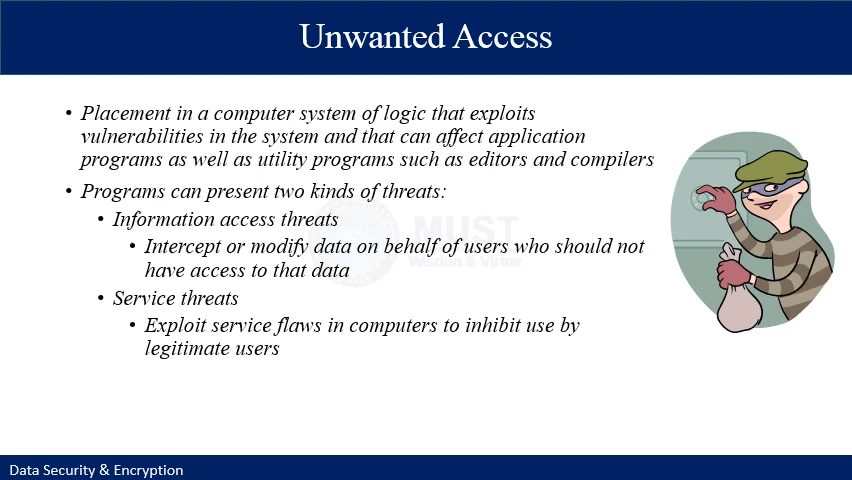 Unwanted Access
• Placement in a computer system of logic that exploits
vulnerabilities in the system and that can affect application
programs as well as utility programs such as editors and compilers
• Programs can present two kinds of threats:
• Information access threats
MUST
• Intercept or modify data on behalf of users who should not
Wisdom & Virtue
have access to that data
• Service threats
• Exploit service flaws in computers to inhibit use by
legitimate users
Data Security & Encryption